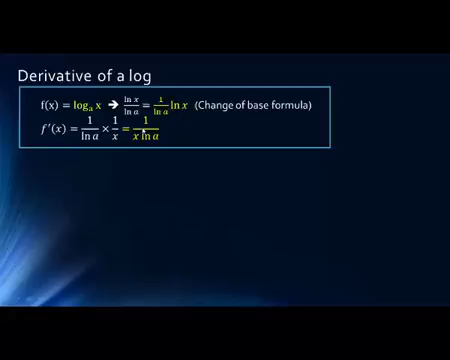 Derivative of a log
f(x) = logₐ x → ln x / ln a = 1 / ln a ln x (Change of base formula)
f′(x) = 1 / ln a × 1 / x = 1 / x ln a